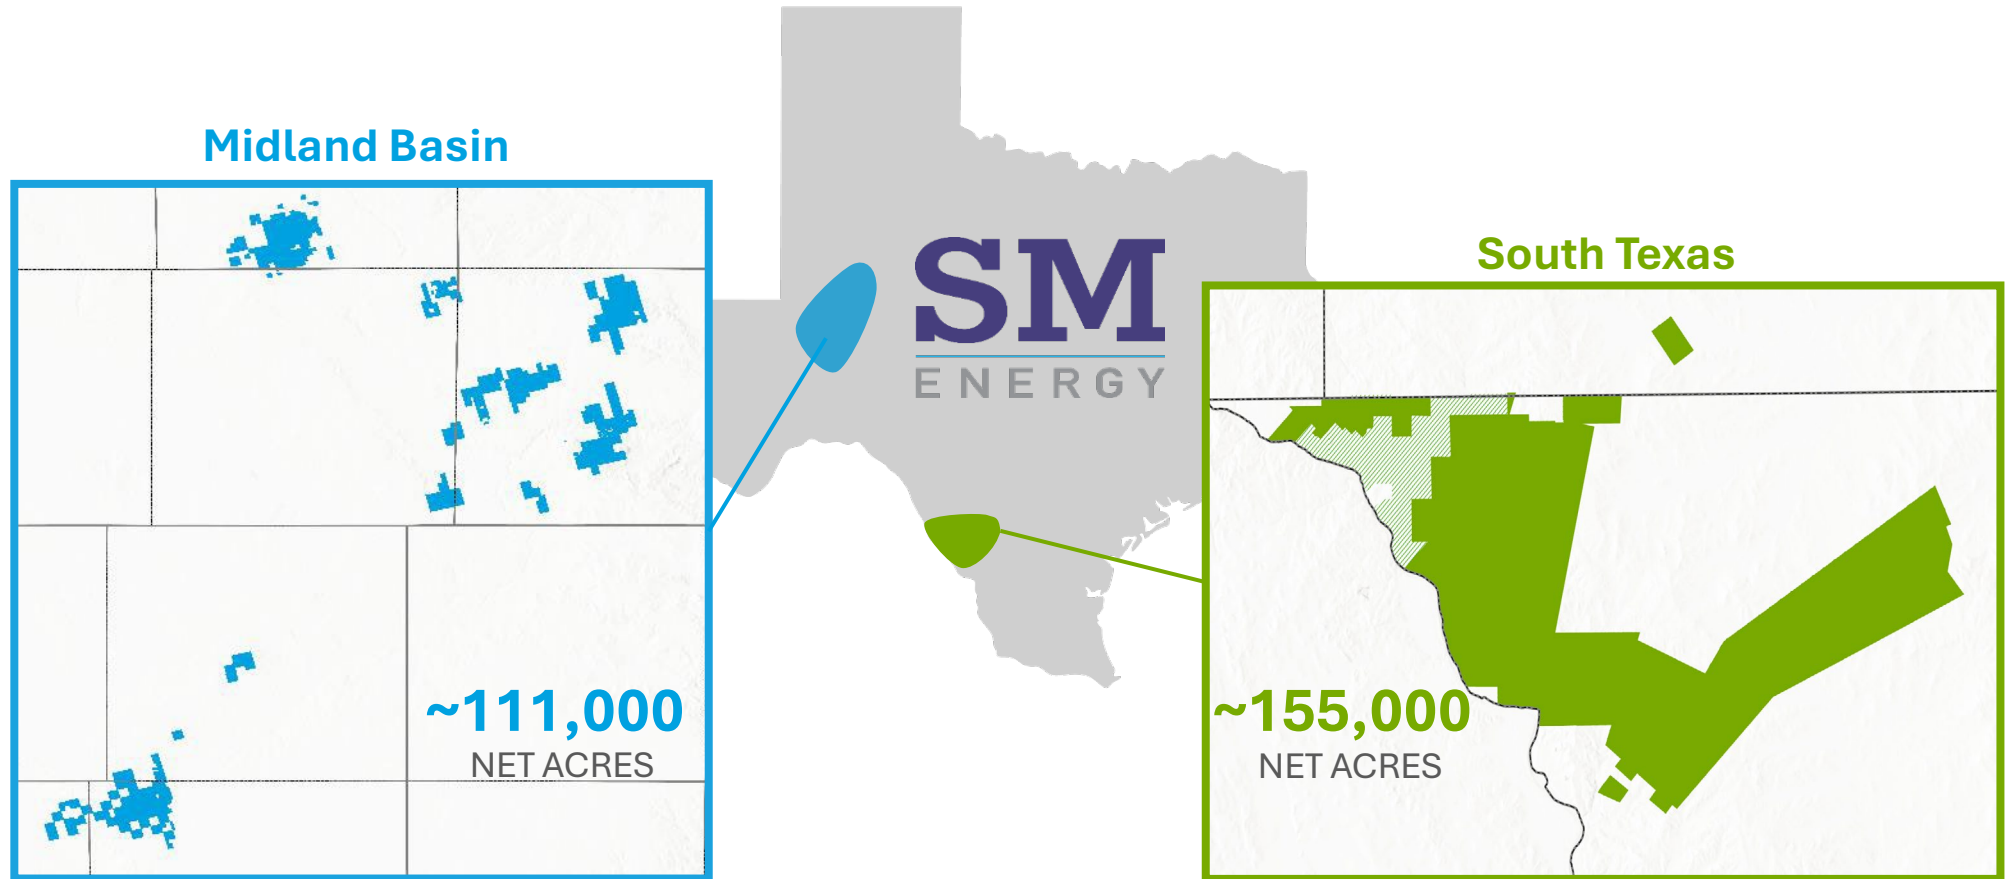 Midland Basin
~111,000
NET ACRES
SM
ENERGY
South Texas
~155,000
NET ACRES